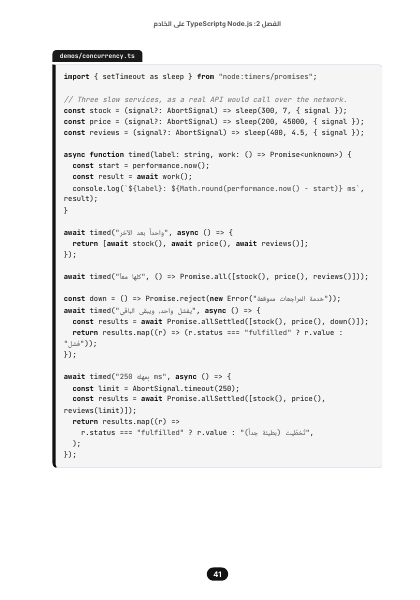 الفصل 2: Node.js وTypeScript على الخادم
demos/concurrency.ts
import { setTimeout as sleep } from "node:timers/promises";
// Three slow services, as a real API would call over the network.
const stock = (signal?: AbortSignal) => sleep(300, 7, { signal });
const price = (signal?: AbortSignal) => sleep(200, 45000, { signal });
const reviews = (signal?: AbortSignal) => sleep(400, 4.5, { signal });
async function timed(label: string, work: () => Promise<unknown>) {
const start = performance.now();
const result = await work();
console.log(`${label}: ${Math.round(performance.now() - start)} ms`,
result);
}
await timed("واحداً بعد الآخر", async () => {
return [await stock(), await price(), await reviews()];
});
await timed("كلها معاً", () => Promise.all([stock(), price(), reviews()]));
const down = () => Promise.reject(new Error("خدمة المراجعات متوقفة"));
await timed("يفشل واحد، ويبقى الباقي", async () => {
const results = await Promise.allSettled([stock(), price(), down()]);
return results.map((r) => (r.status === "fulfilled" ? r.value :
"فشل"));
});
await timed("بمهلة 250 ms", async () => {
const limit = AbortSignal.timeout(250);
const results = await Promise.allSettled([stock(), price(),
reviews(limit)]);
return results.map((r) =>
r.status === "fulfilled" ? r.value : "تُخطّيت (بطيئة جداً)",
);
});
41